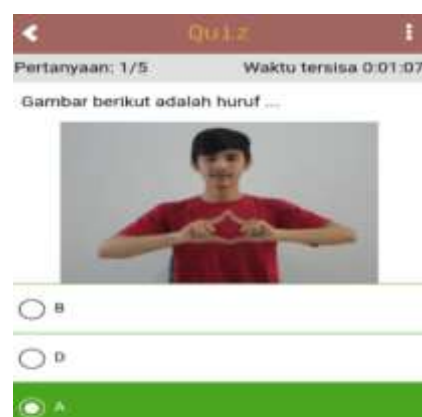 Quiz
Pertanyaan: 1/5 Waktu tersisa 0:01:07
Gambar berikut adalah huruf ...
B
D
A